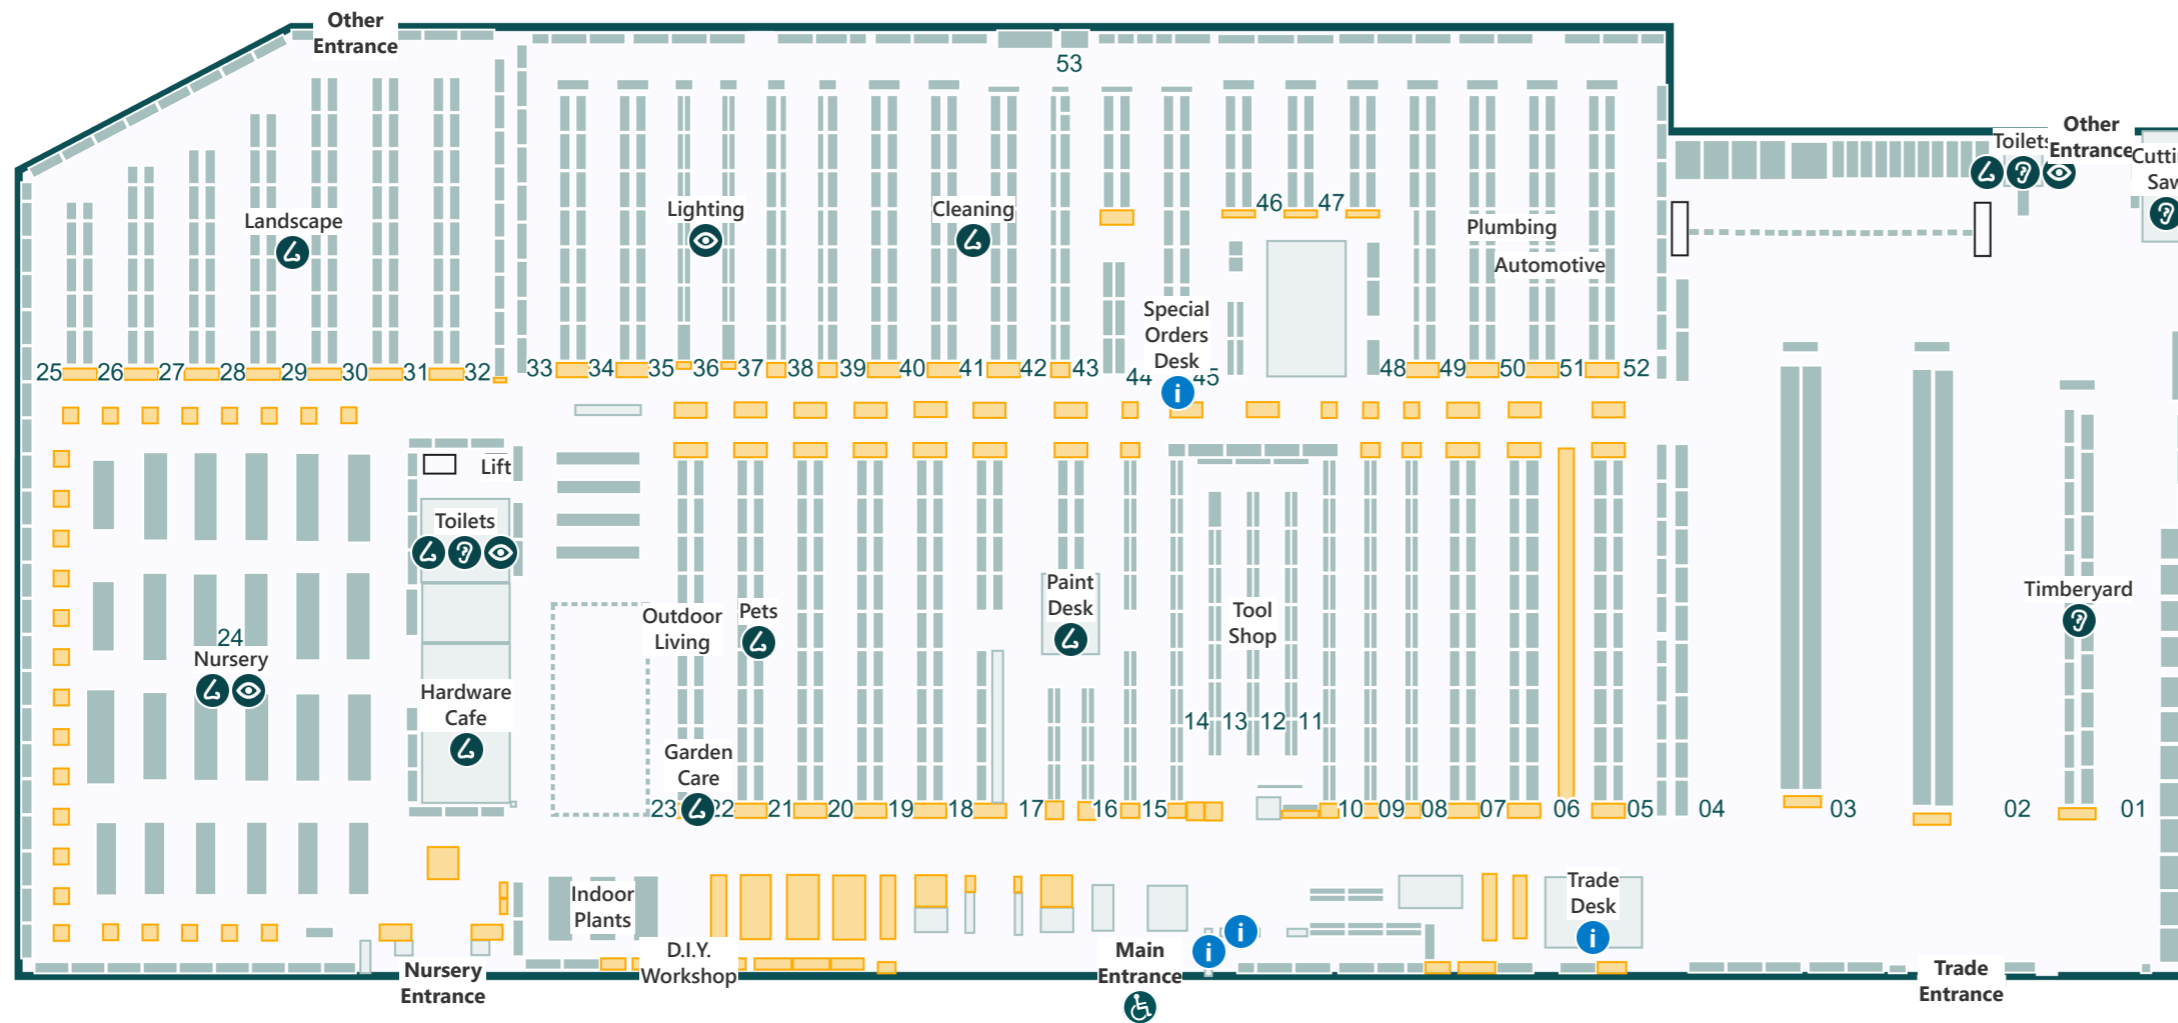 Other
Entrance
53
Other
Entrance
Toilets
Landscape
Lighting
Cleaning
46
47
Plumbing
Automotive
Special
Orders
Desk
25
26
27
28
29
30
31
32
33
34
35
36
37
38
39
40
41
42
43
44
45
48
49
50
51
52
Lift
Toilets
24
Nursery
Hardware
Cafe
Outdoor
Living
Pets
Paint
Desk
Tool
Shop
Timberyard
14
13
12
11
Garden
Care
23
22
21
20
19
18
17
16
15
10
09
08
07
06
05
04
03
02
01
Indoor
Plants
Trade
Desk
D.I.Y.
Workshop
Main
Entrance
Nursery
Entrance
Trade
Entrance